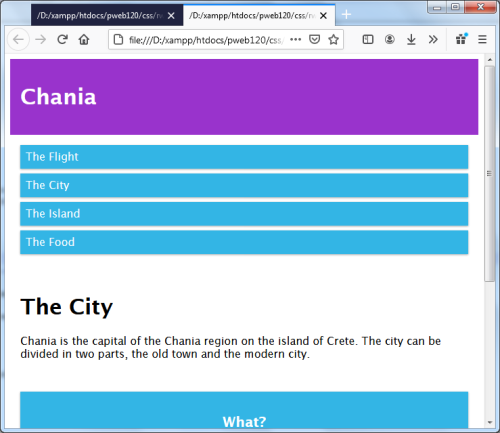 /D:/xampp/htdocs/pweb120/css/ne
/D:/xampp/htdocs/pweb120/css/ne
file:///D:/xampp/htdocs/pweb120/css/
Chania
The Flight
The City
The Island
The Food
The City
Chania is the capital of the Chania region on the island of Crete. The city can be
divided in two parts, the old town and the modern city.
What?